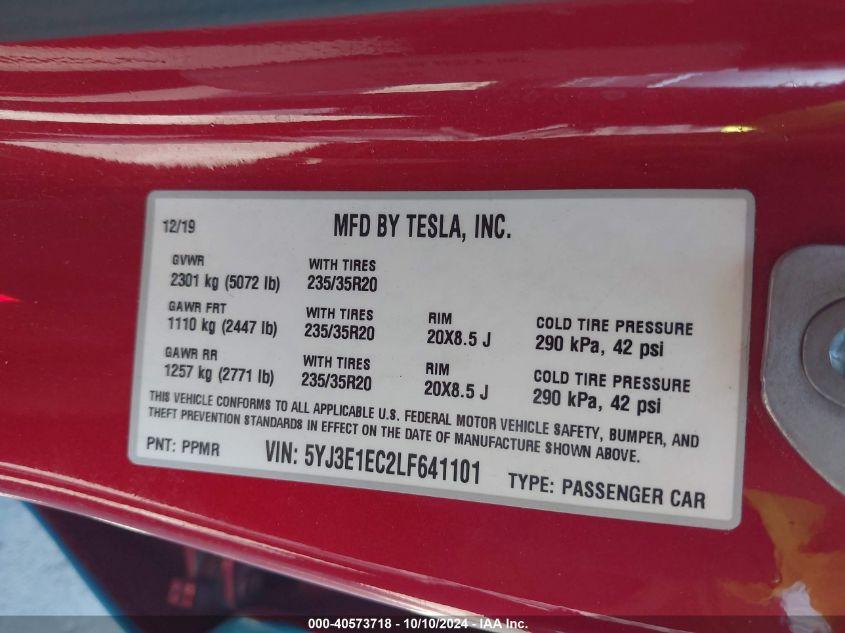 12/19 MFD BY TESLA, INC.
GVWR WITH TIRES
2301 kg (5072 lb) 235/35R20
GAWR FRT WITH TIRES RIM COLD TIRE PRESSURE
1110 kg (2447 lb) 235/35R20 20X8.5 J 290 kPa, 42 psi
GAWR RR WITH TIRES RIM COLD TIRE PRESSURE
1257 kg (2771 lb) 235/35R20 20X8.5 J 290 kPa, 42 psi
THIS VEHICLE CONFORMS TO ALL APPLICABLE U.S. FEDERAL MOTOR VEHICLE SAFETY, BUMPER, AND
THEFT PREVENTION STANDARDS IN EFFECT ON THE DATE OF MANUFACTURE SHOWN ABOVE.
PNT: PPMR VIN: 5YJ3E1EC2LF641101 TYPE: PASSENGER CAR
000-40573718 - 10/10/2024 - IAA Inc.